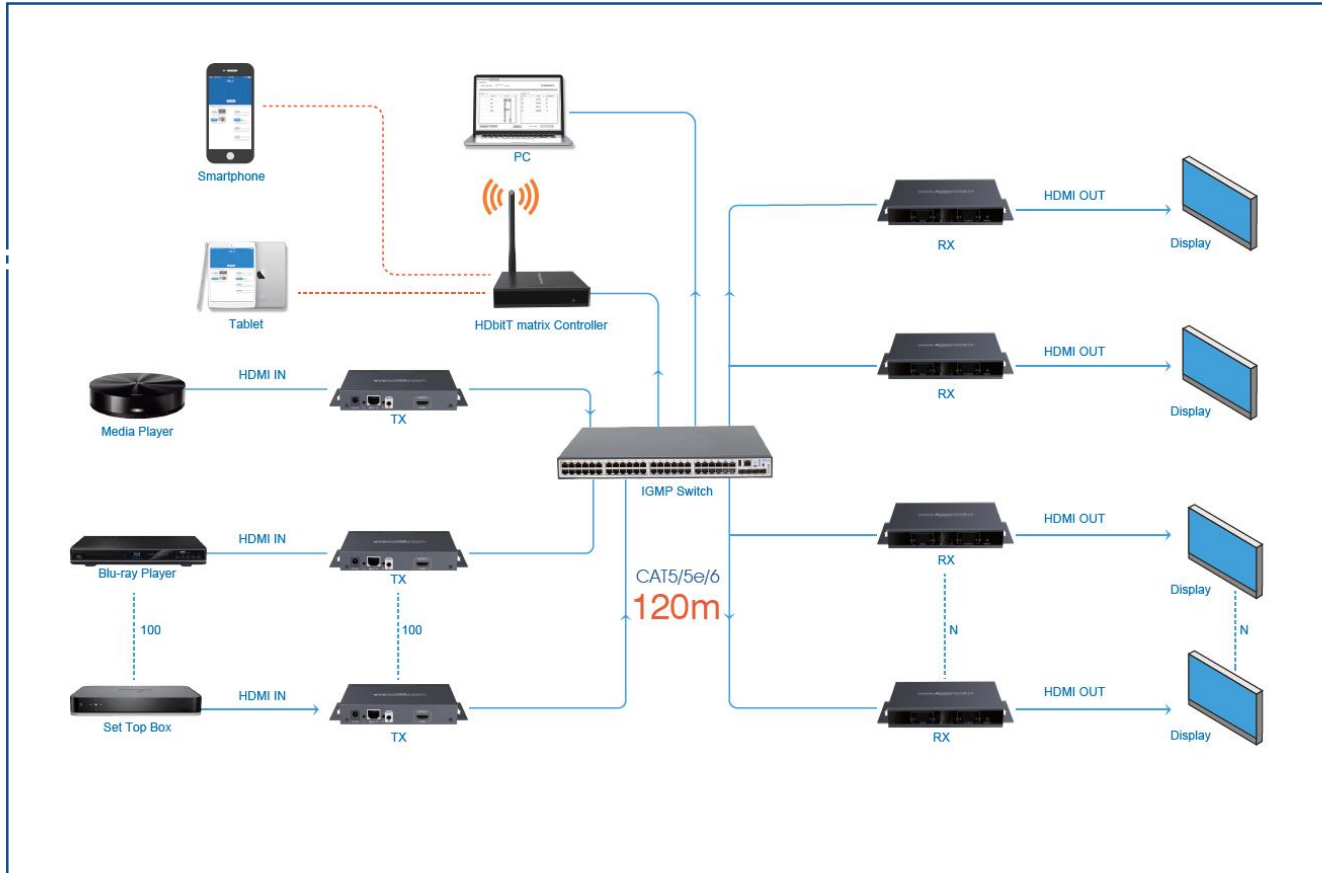 Smartphone
PC
Tablet
HDbitT matrix Controller
HDMI IN
Media Player
TX
IGMP Switch
HDMI IN
Blu-ray Player
TX
100
100
HDMI IN
Set Top Box
TX
CAT5/5e/6
120m
HDMI OUT
RX
Display
HDMI OUT
RX
Display
HDMI OUT
RX
Display
N
N
HDMI OUT
RX
Display